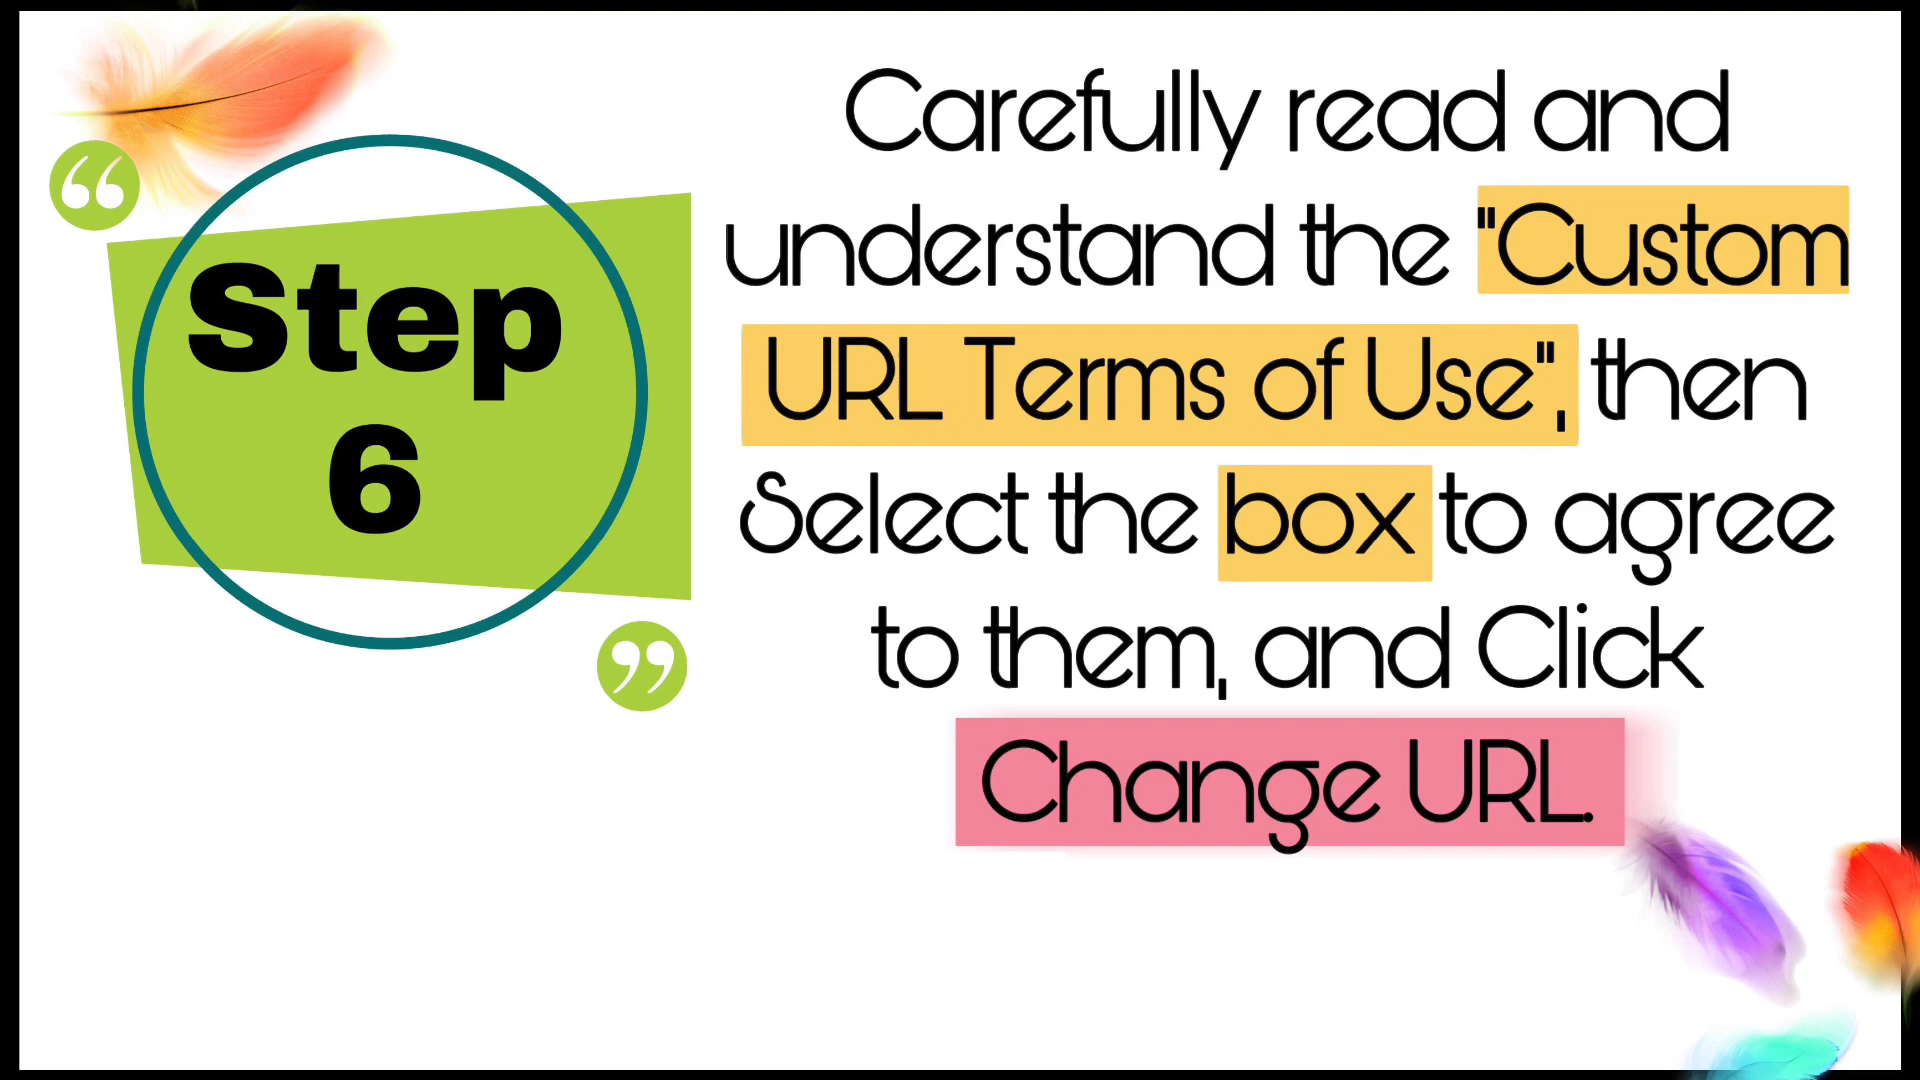 Step
6
Carefully read and
understand the "Custom
URL Terms of Use", then
Select the box to agree
to them, and Click
Change URL.